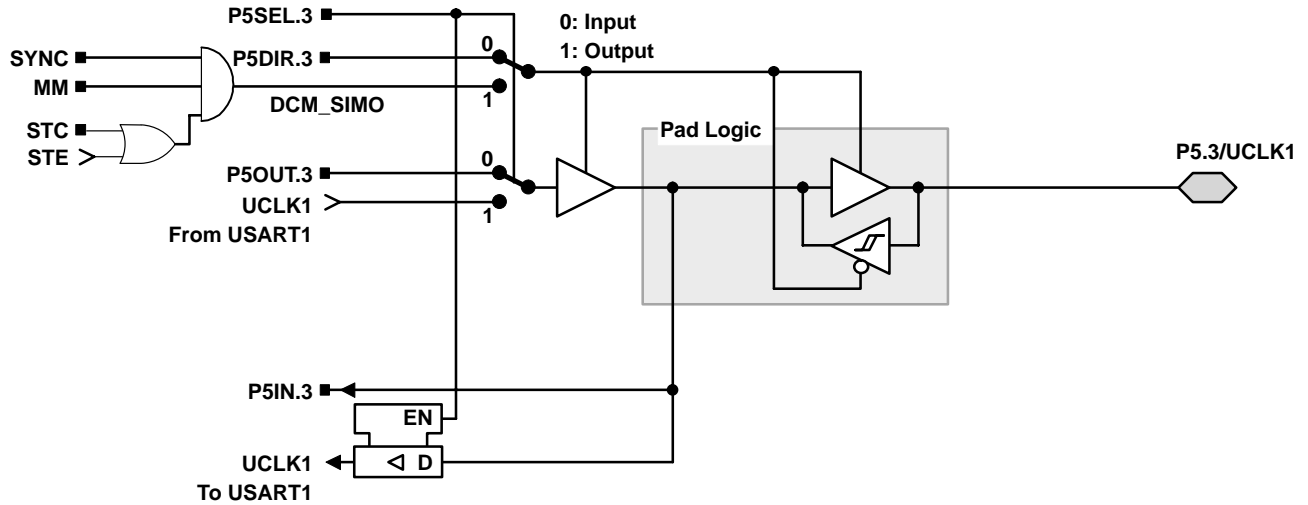 P5SEL.3
0: Input
1: Output
SYNC
P5DIR.3
0
MM
DCM_SIMO
1
STC
STE
Pad Logic
P5.3/UCLK1
P5OUT.3
0
UCLK1
1
From USART1
P5IN.3
EN
UCLK1
D
To USART1